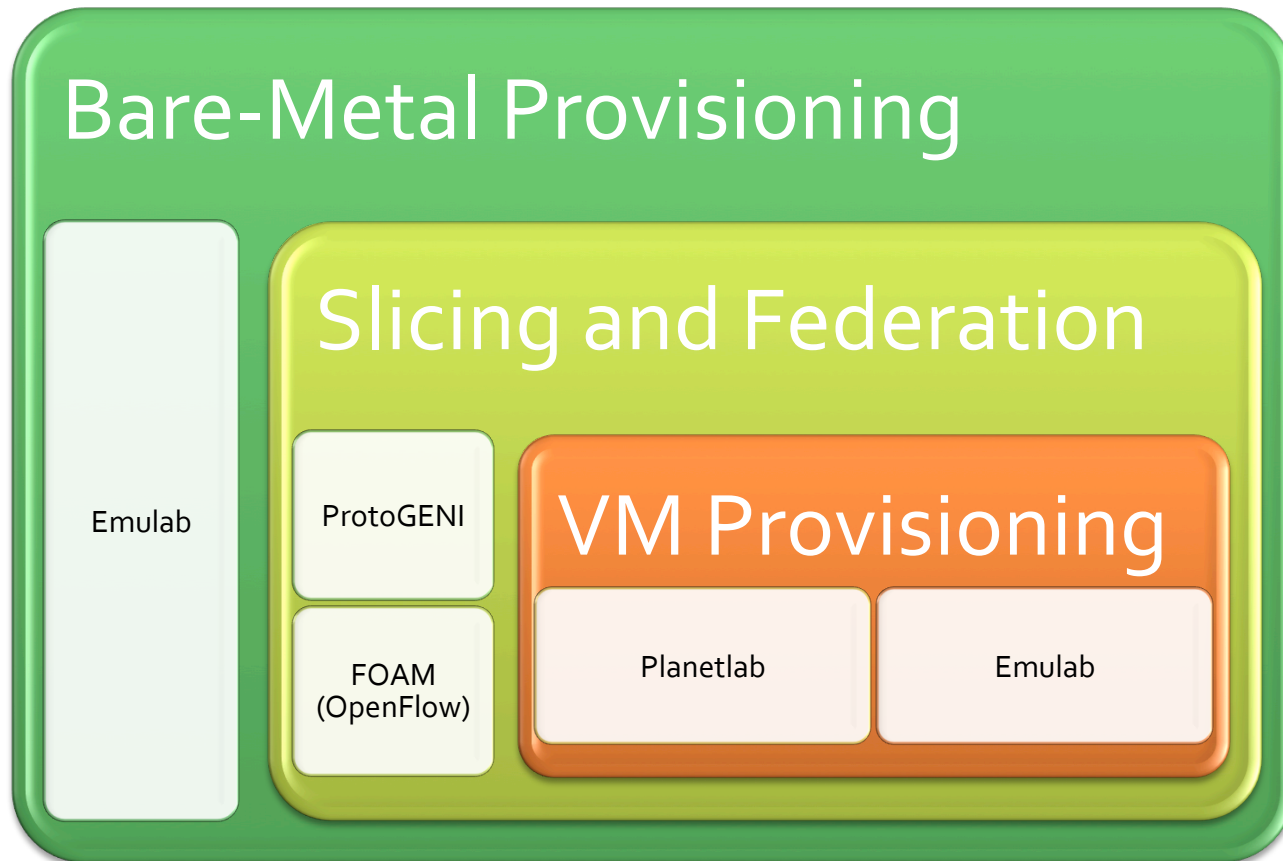 Bare-Metal Provisioning
Emulab
Slicing and Federation
ProtoGENI
FOAM
(OpenFlow)
VM Provisioning
Planetlab
Emulab